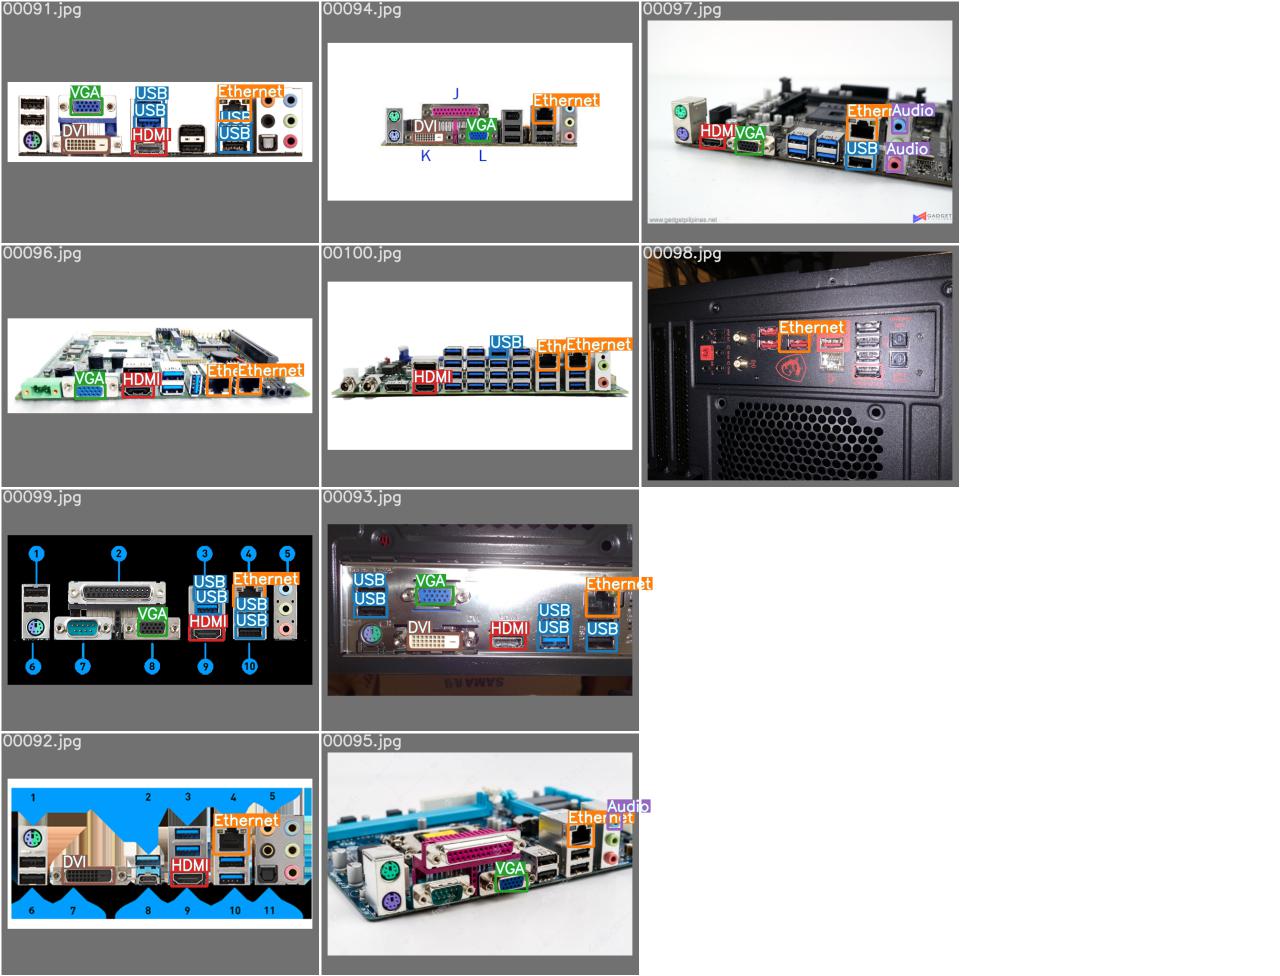 00091.jpg
VGA
USB
USB
Ethernet
USB
USB
DVI
HDMI
00094.jpg
J
Ethernet
DVI
VGA
K
L
00097.jpg
Ethernet
Audio
HDMI
VGA
USB
Audio
www.gadgetpilipinas.net
GADGET
00096.jpg
VGA
HDMI
Ethe
Ethernet
00100.jpg
USB
Ethe
Ethernet
HDMI
00098.jpg
Ethernet
00099.jpg
1
2
3
4
5
USB
Ethernet
USB
USB
VGA
HDMI
USB
6
7
8
9
10
00093.jpg
USB
VGA
Ethernet
USB
USB
DVI
HDMI
USB
USB
SAMA
00092.jpg
1
2
3
4
5
Ethernet
DVI
HDMI
6
7
8
9
10
11
00095.jpg
Audio
Ethernet
VGA